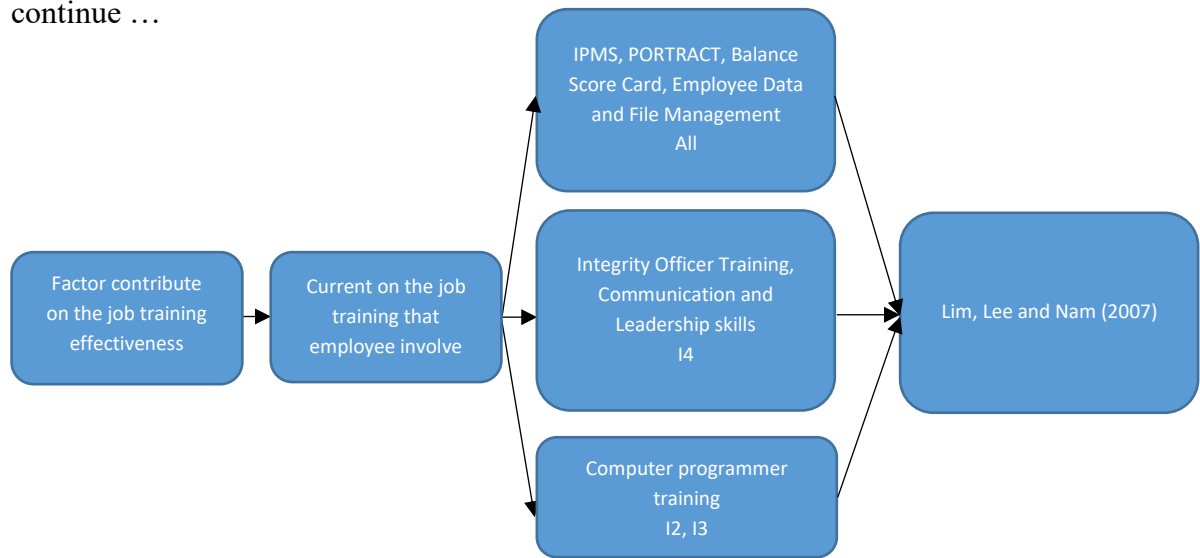 continue …
IPMS, PORTRACT, Balance
Score Card, Employee Data
and File Management
All
Factor contribute
on the job training
effectiveness
Current on the job
training that
employee involve
Integrity Officer Training,
Communication and
Leadership skills
I4
Lim, Lee and Nam (2007)
Computer programmer
training
I2, I3